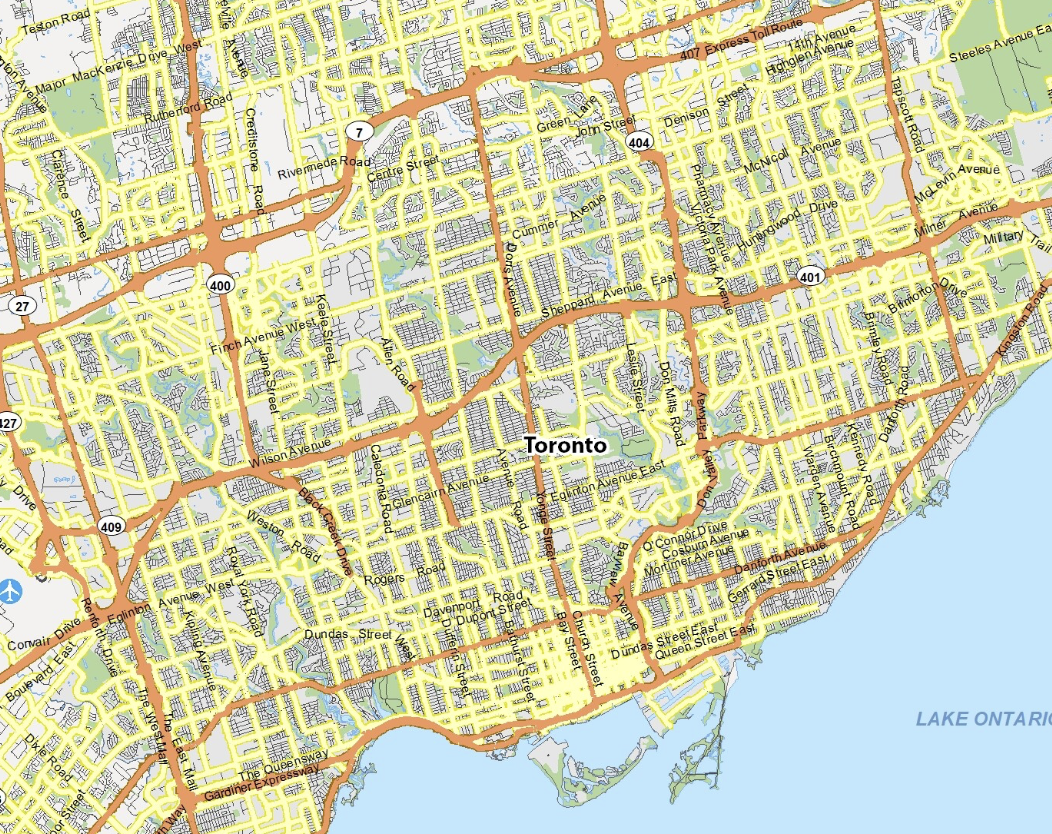 Teston Road
Major MacKenzie Drive West
Avenue
Rutherford Road
407 Express Toll Route
14th Avenue
Highglen Avenue
Steeles Avenue Ea
Tapscott Road
Clarence Street
Creditstone Road
7
Rivermede Road
Centre Street
Green Lane
John Street
404
Denison Street
McNicoll Avenue
McLevin Avenue
Pharmacy Avenue
Victoria Park Avenue
Huntingwood Drive
Milner Avenue
Military Trail
Cummer Avenue
Doris Avenue
Sheppard Avenue East
401
400
27
Finch Avenue West
Keele Street
Jane Street
Allen Road
Brimorton Drive
Brimley Road
Danforth Road
Kingston Road
Leslie Street
Don Mills Road
Don Valley Parkway
427
Wilson Avenue
Toronto
Caledonia Road
Glencairn Avenue
Avenue Road
Eglinton Avenue East
Yonge Street
Warden Avenue
Birchmount Road
Kennedy Road
Drive
409
Weston Road
Black Creek Drive
Royal York Road
Rogers Road
O'Connor Drive
Cosburn Avenue
Mortimer Avenue
Danforth Avenue
Gerrard Street East
Bayview Avenue
Convair Drive
Renforth Drive
Eglinton Avenue West
Kipling Avenue
Davenport Road
Dupont Street
Dundas Street West
Dufferin Street
Bathurst Street
Bay Street
Church Street
Dundas Street East
Queen Street East
Boulevard East
The West Mall
The East Mall
Dixie Road
The Queensway
Gardiner Expressway
LAKE ONTARIO